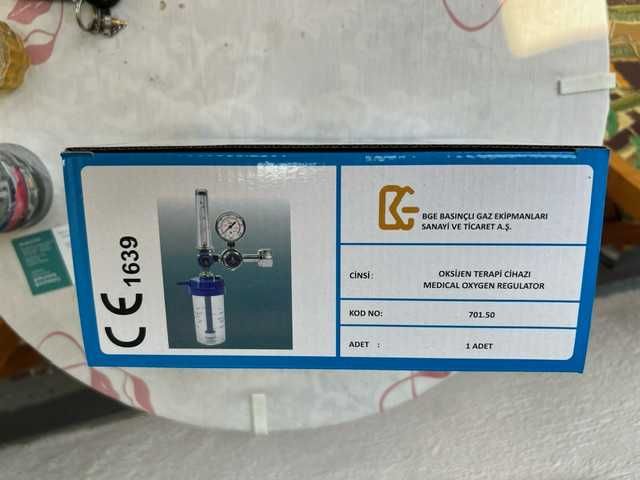 CE 1639
BGE BASINÇLI GAZ EKİPMANLARI
SANAYİ VE TİCARET A.Ş.
CİNSİ :
OKSİJEN TERAPİ CİHAZI
MEDICAL OXYGEN REGULATOR
KOD NO: 701.50
ADET : 1 ADET